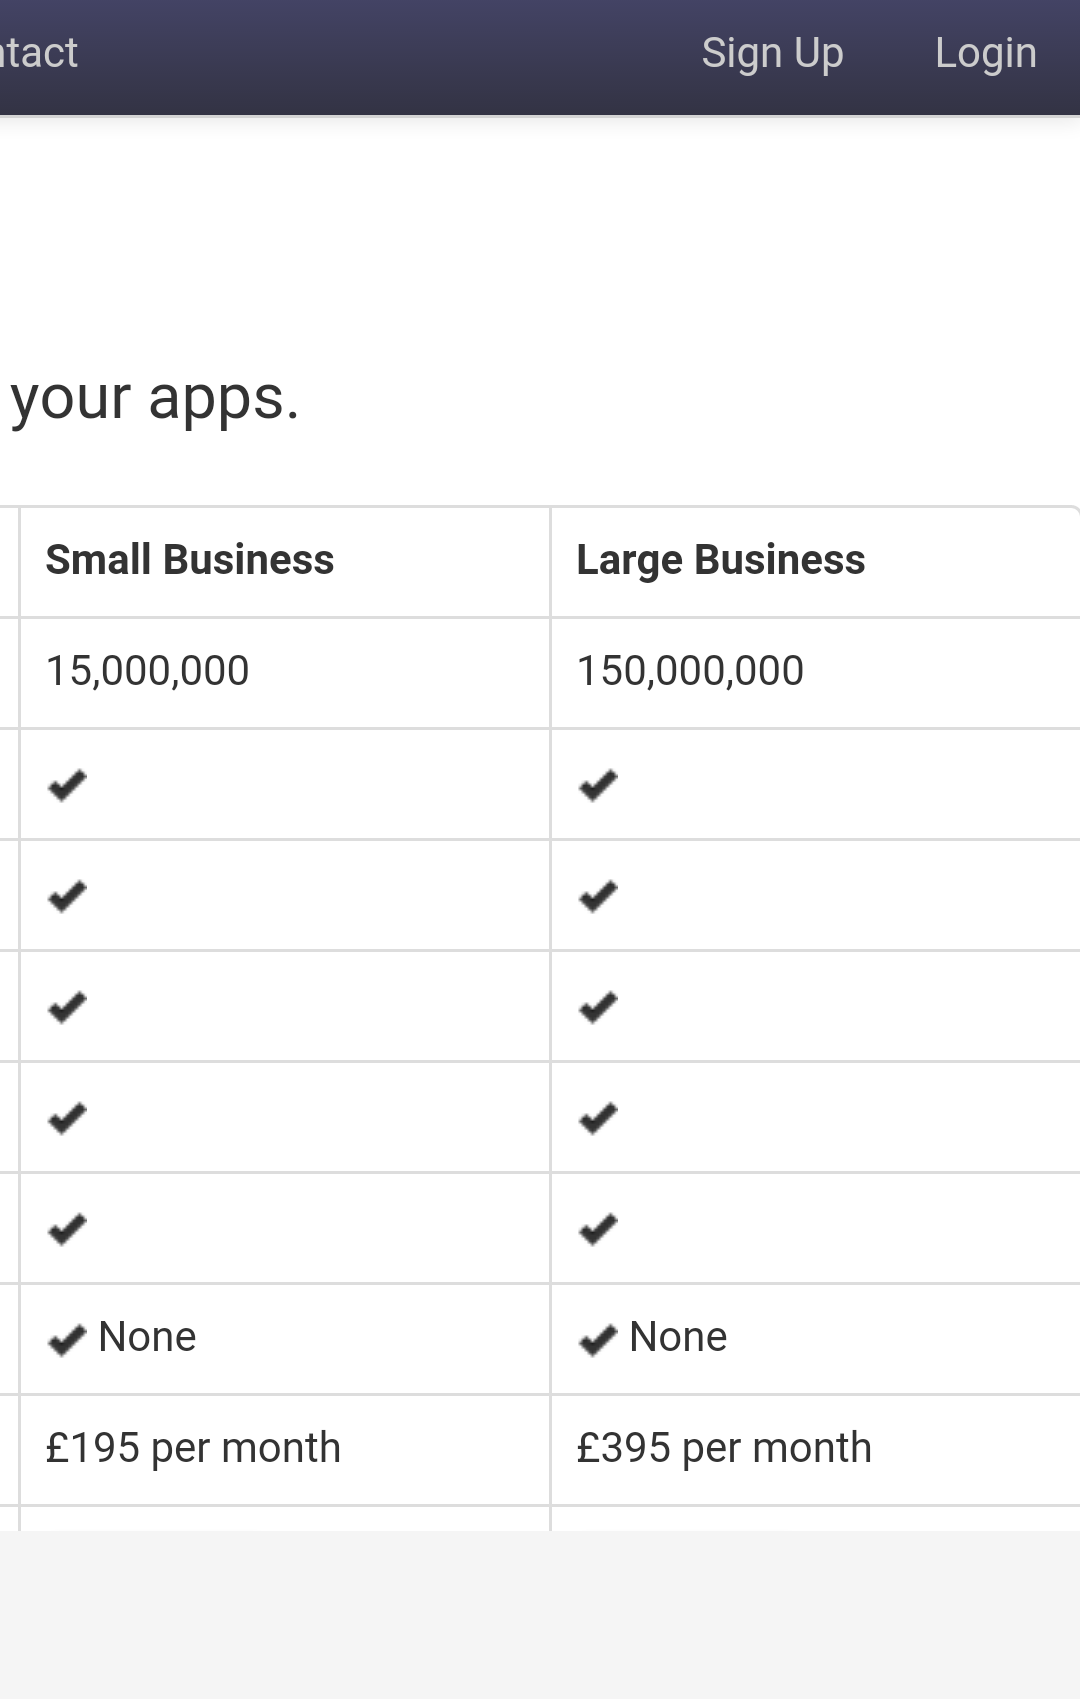 ntact Sign Up Login
your apps.
Small Business Large Business
15,000,000 150,000,000
✔ ✔
✔ ✔
✔ ✔
✔ ✔
✔ ✔
✔ None ✔ None
£195 per month £395 per month